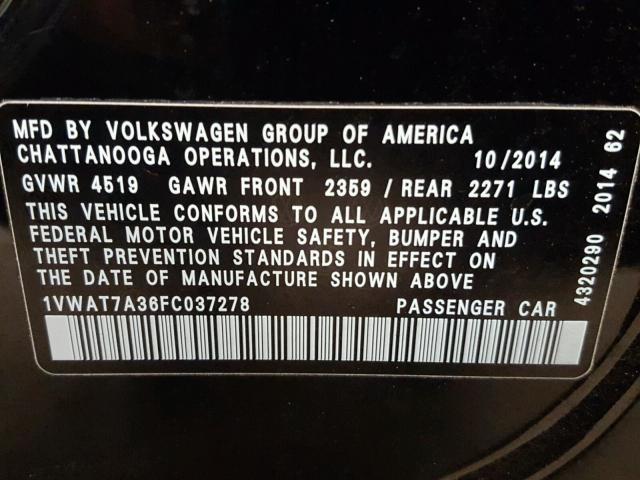 MFD BY VOLKSWAGEN GROUP OF AMERICA
CHATTANOOGA OPERATIONS, LLC. 10/2014
GVWR 4519 GAWR FRONT 2359 / REAR 2271 LBS
THIS VEHICLE CONFORMS TO ALL APPLICABLE U.S.
FEDERAL MOTOR VEHICLE SAFETY, BUMPER AND
THEFT PREVENTION STANDARDS IN EFFECT ON
THE DATE OF MANUFACTURE SHOWN ABOVE
1VWAT7A36FC037278 PASSENGER CAR
4320290 2014 62